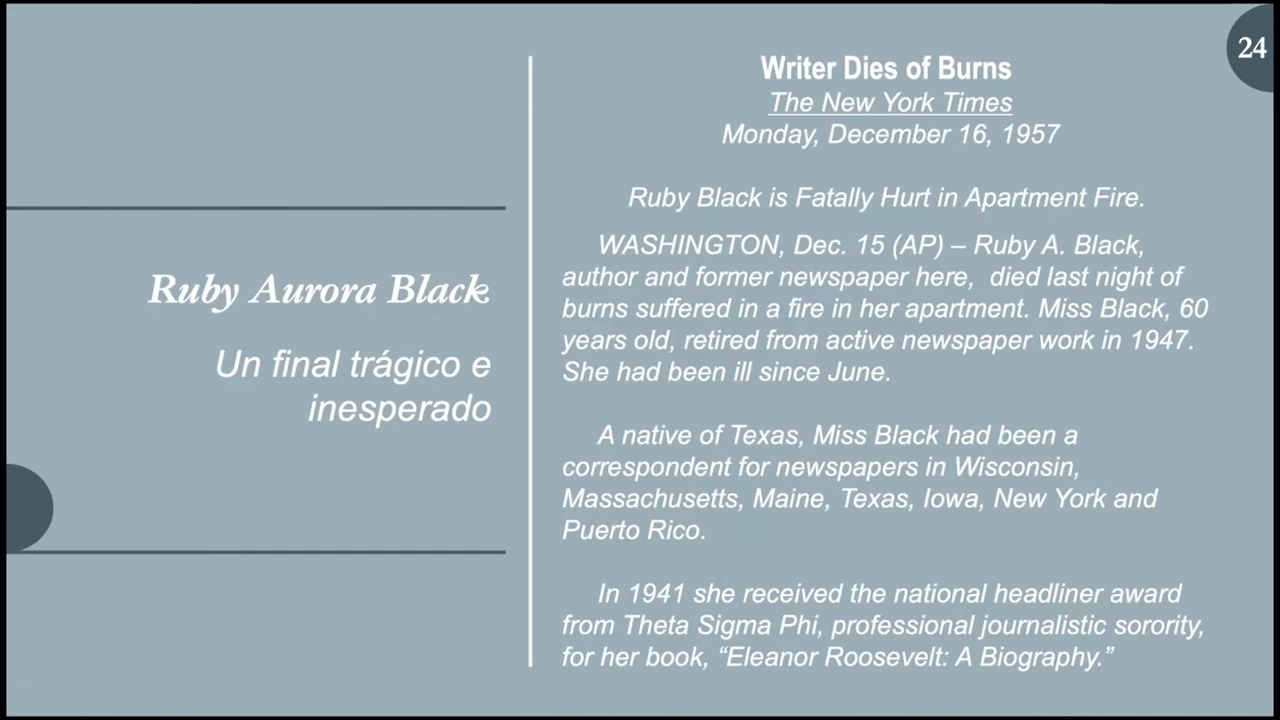 24
Ruby Aurora Black
Un final trágico e
inesperado
Writer Dies of Burns
The New York Times
Monday, December 16, 1957
Ruby Black is Fatally Hurt in Apartment Fire.
WASHINGTON, Dec. 15 (AP) – Ruby A. Black,
author and former newspaper here, died last night of
burns suffered in a fire in her apartment. Miss Black, 60
years old, retired from active newspaper work in 1947.
She had been ill since June.
A native of Texas, Miss Black had been a
correspondent for newspapers in Wisconsin,
Massachusetts, Maine, Texas, Iowa, New York and
Puerto Rico.
In 1941 she received the national headliner award
from Theta Sigma Phi, professional journalistic sorority,
for her book, “Eleanor Roosevelt: A Biography.”